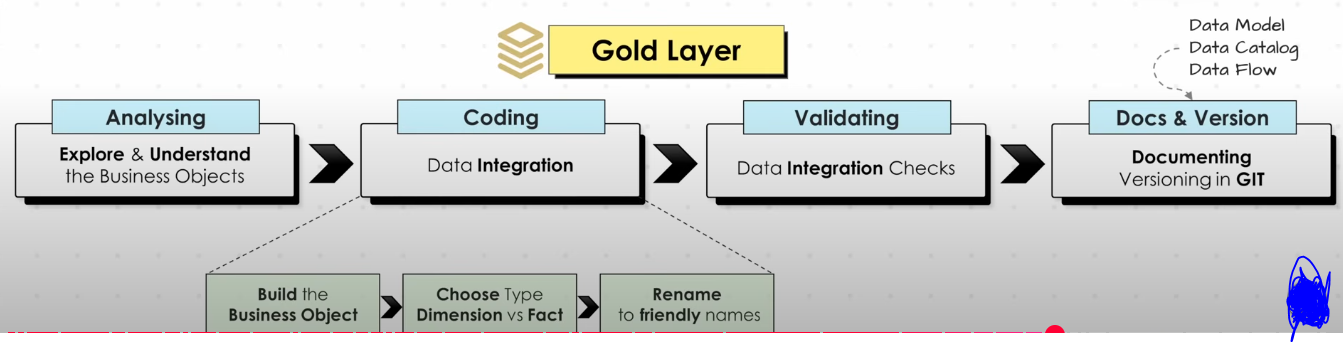 Gold Layer
Data Model
Data Catalog
Data Flow
Analysing
Explore & Understand
the Business Objects
Coding
Data Integration
Validating
Data Integration Checks
Docs & Version
Documenting
Versioning in GIT
Build the
Business Object
Choose Type
Dimension vs Fact
Rename
to friendly names